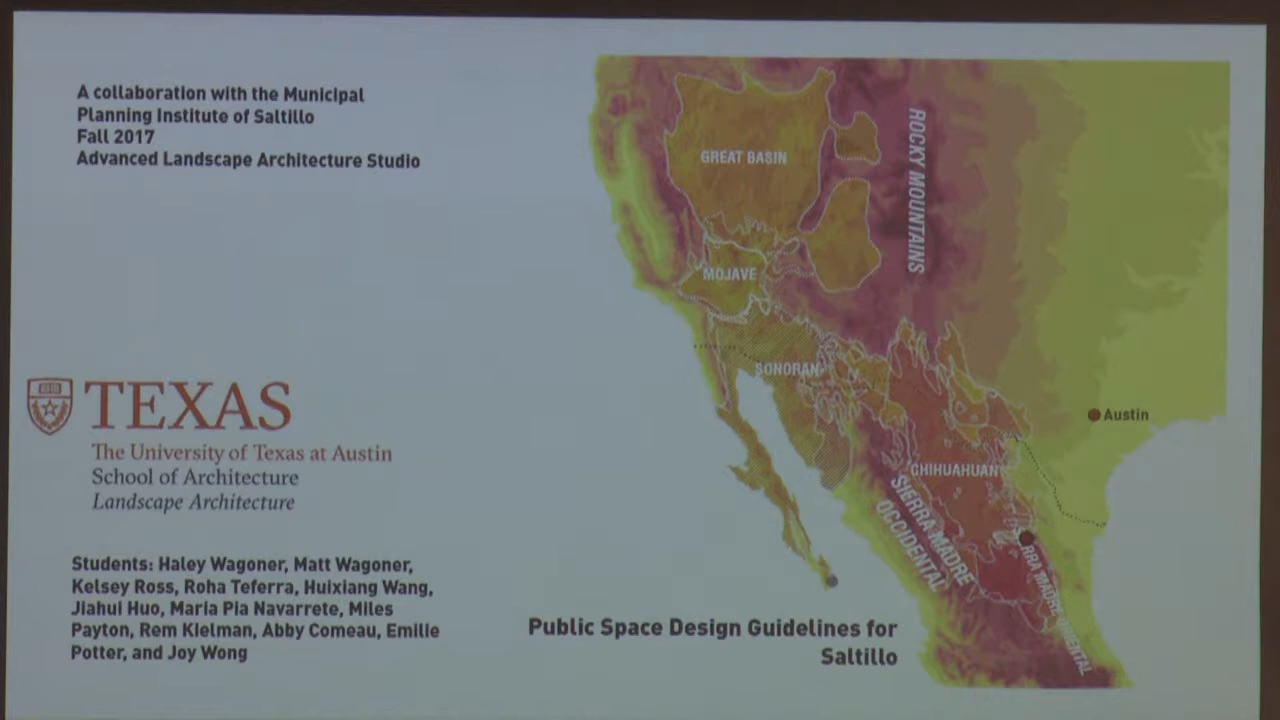 A collaboration with the Municipal
Planning Institute of Saltillo
Fall 2017
Advanced Landscape Architecture Studio
TEXAS
The University of Texas at Austin
School of Architecture
Landscape Architecture
Students: Haley Wagoner, Matt Wagoner,
Kelsey Ross, Roha Teferra, Huixiang Wang,
Jiahui Huo, Maria Pia Navarrete, Miles
Payton, Rem Kielman, Abby Comeau, Emilie
Potter, and Joy Wong
Public Space Design Guidelines for
Saltillo
GREAT BASIN
ROCKY MOUNTAINS
MOJAVE
SONORAN
Austin
CHIHUAHUAN
SIERRA MADRE
OCCIDENTAL